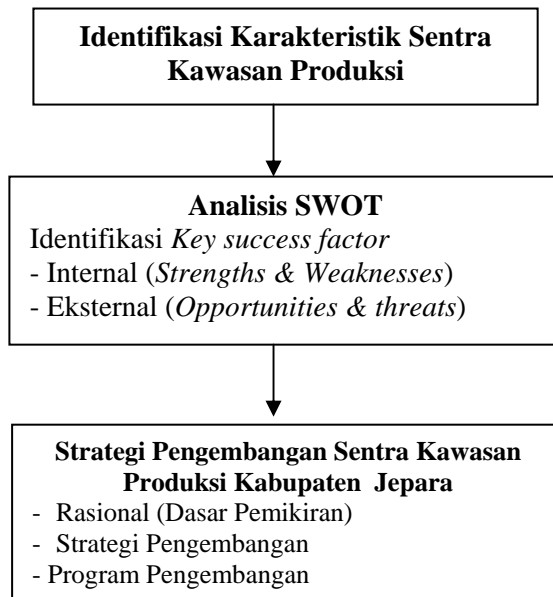 Identifikasi Karakteristik Sentra
Kawasan Produksi
Analisis SWOT
Identifikasi Key success factor
- Internal (Strengths & Weaknesses)
- Eksternal (Opportunities & threats)
Strategi Pengembangan Sentra Kawasan
Produksi Kabupaten Jepara
- Rasional (Dasar Pemikiran)
- Strategi Pengembangan
- Program Pengembangan